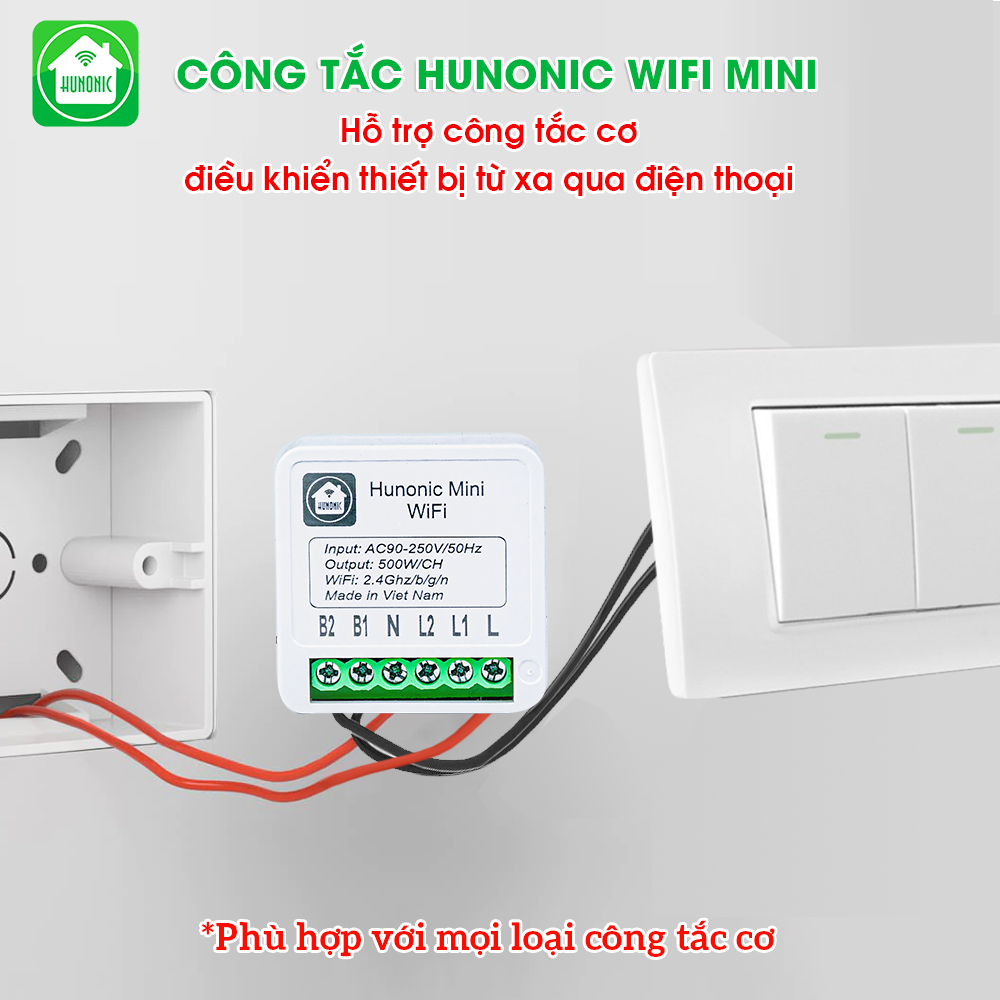 HUNONIC
CÔNG TẮC HUNONIC WIFI MINI
Hỗ trợ công tắc cơ
điều khiển thiết bị từ xa qua điện thoại
HUNONIC
Hunonic Mini
WiFi
Input: AC90-250V/50Hz
Output: 500W/CH
WiFi: 2.4Ghz/b/g/n
Made in Viet Nam
B2 B1 N L2 L1 L
*Phù hợp với mọi loại công tắc cơ